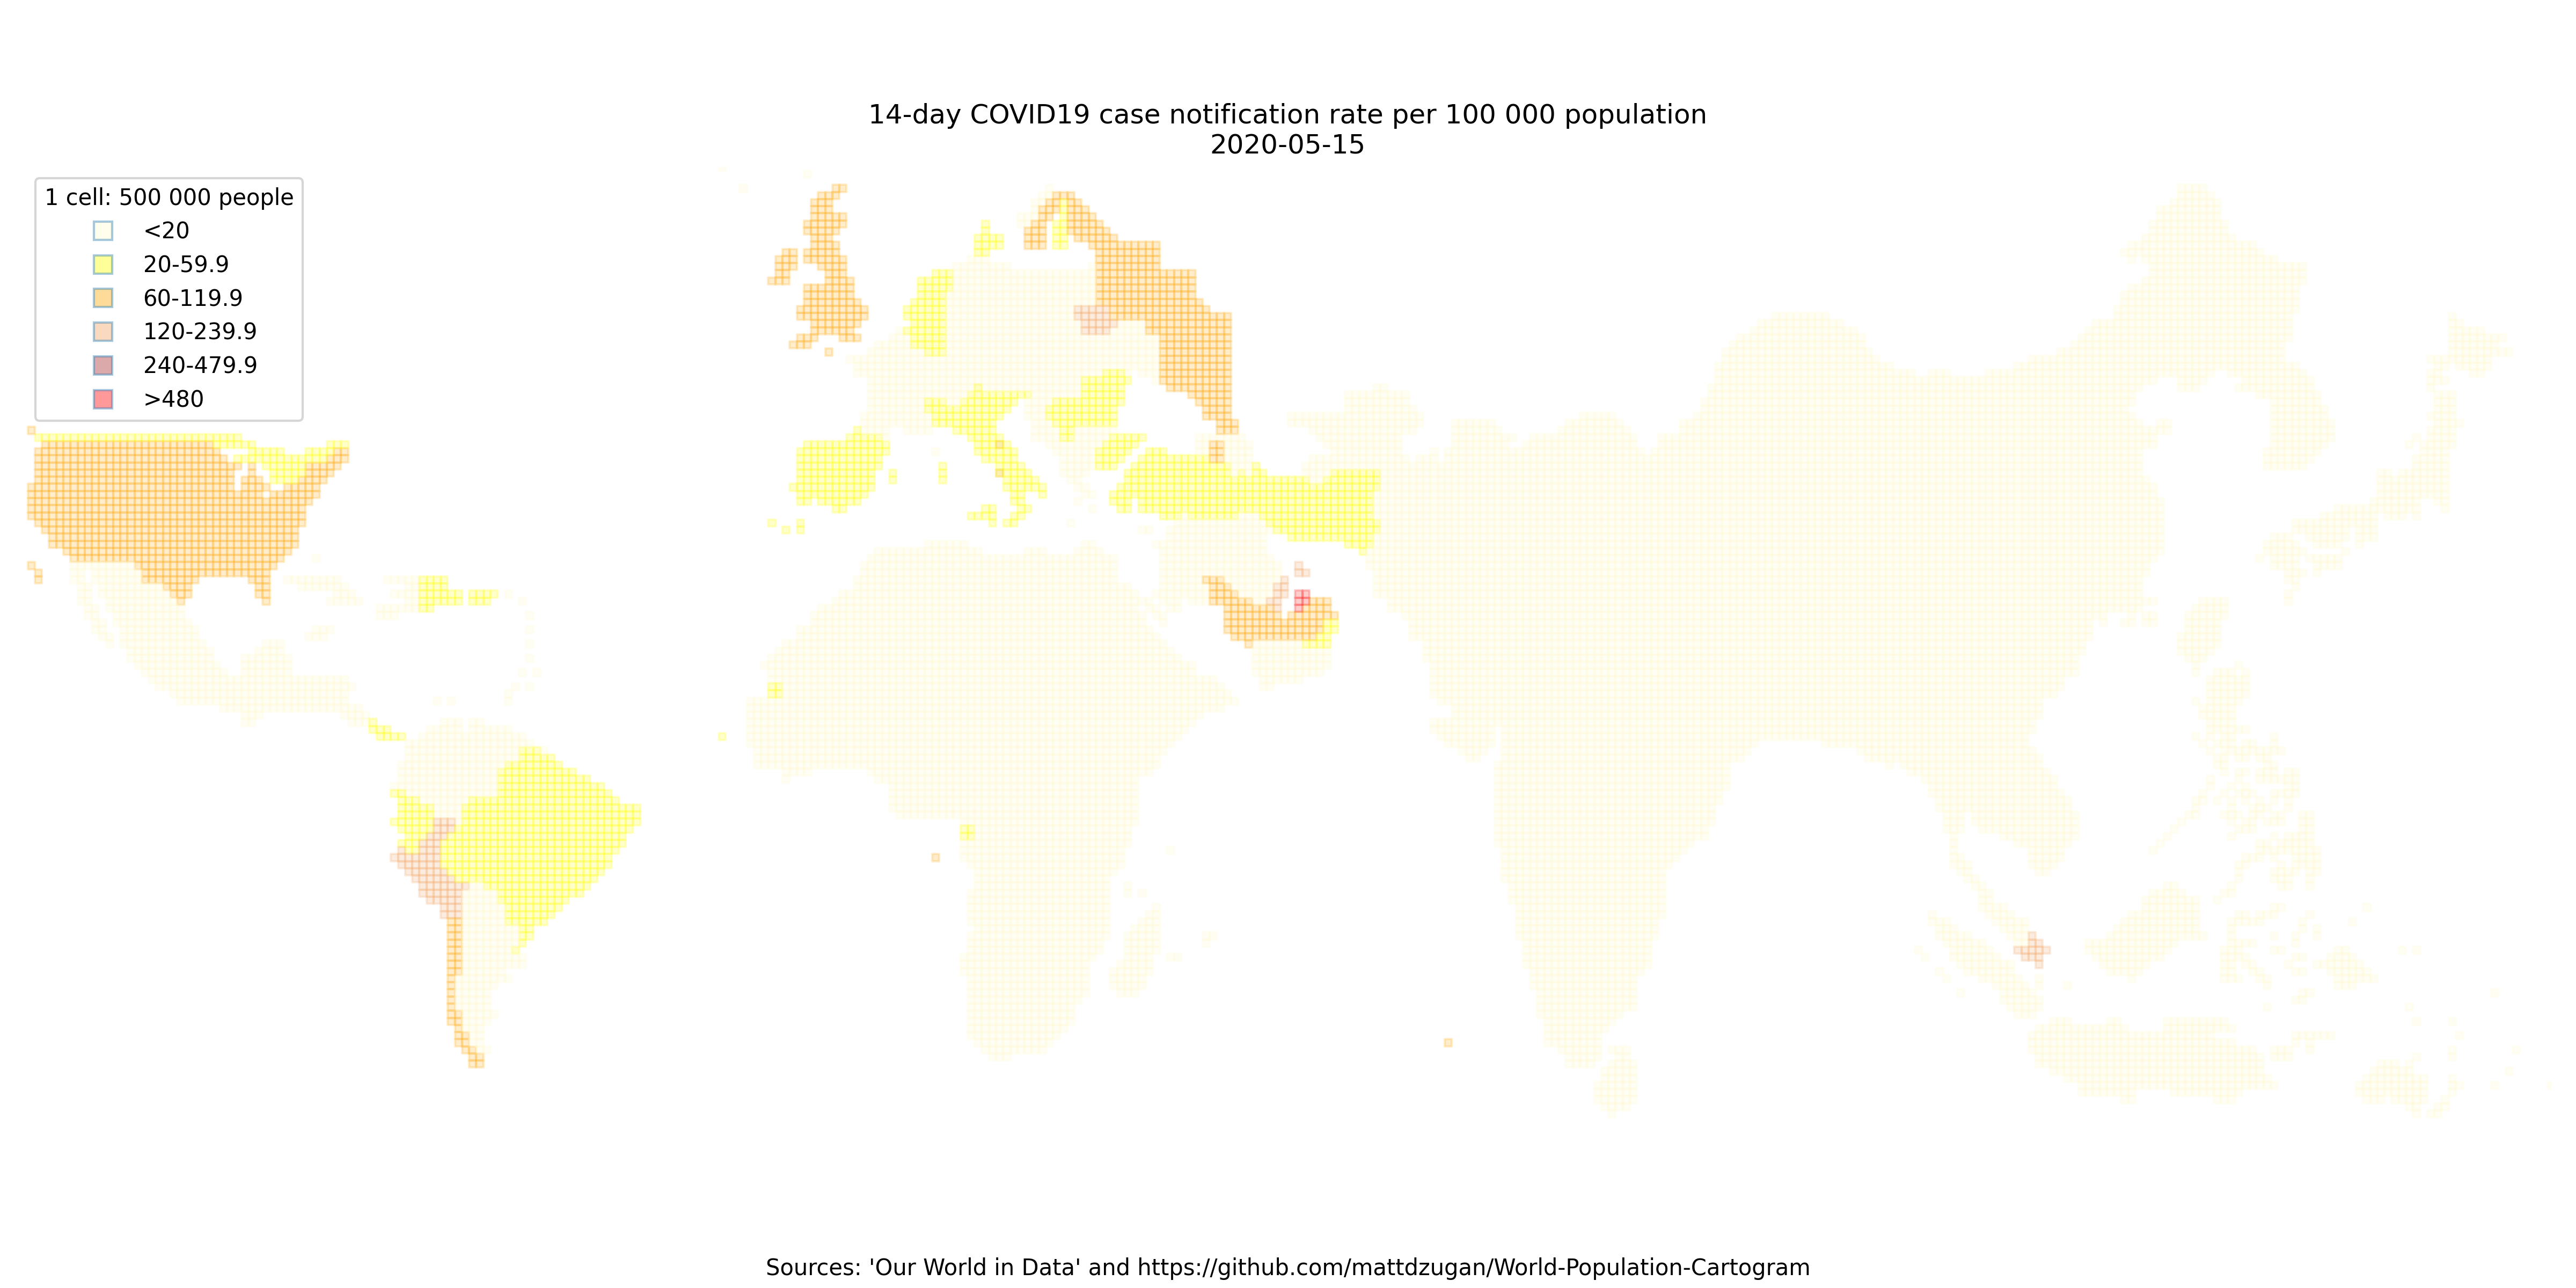 14-day COVID19 case notification rate per 100 000 population
2020-05-15
1 cell: 500 000 people
<20
20-59.9
60-119.9
120-239.9
240-479.9
>480
Sources: 'Our World in Data' and https://github.com/mattdzugan/World-Population-Cartogram